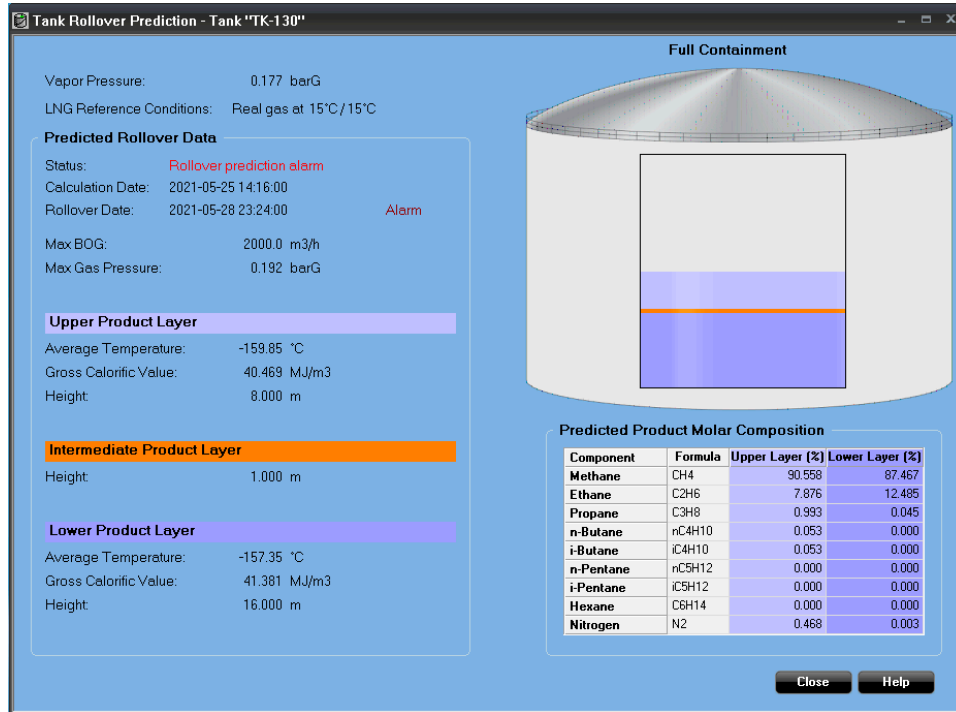 Tank Rollover Prediction - Tank "TK-130"
Vapor Pressure: 0.177 barG
LNG Reference Conditions: Real gas at 15°C/15°C
Predicted Rollover Data
Status: Rollover prediction alarm
Calculation Date: 2021-05-25 14:16:00
Rollover Date: 2021-05-28 23:24:00 Alarm
Max BOG: 2000.0 m3/h
Max Gas Pressure: 0.192 barG
Upper Product Layer
Average Temperature: -159.85 °C
Gross Calorific Value: 40.469 MJ/m3
Height: 8.000 m
Intermediate Product Layer
Height: 1.000 m
Lower Product Layer
Average Temperature: -157.35 °C
Gross Calorific Value: 41.381 MJ/m3
Height: 16.000 m
Full Containment
Predicted Product Molar Composition
Component Formula Upper Layer (%) Lower Layer (%)
Methane CH4 90.558 87.467
Ethane C2H6 7.876 12.485
Propane C3H8 0.993 0.045
n-Butane nC4H10 0.053 0.000
i-Butane iC4H10 0.053 0.000
n-Pentane nC5H12 0.000 0.000
i-Pentane iC5H12 0.000 0.000
Hexane C6H14 0.000 0.000
Nitrogen N2 0.468 0.003
Close Help